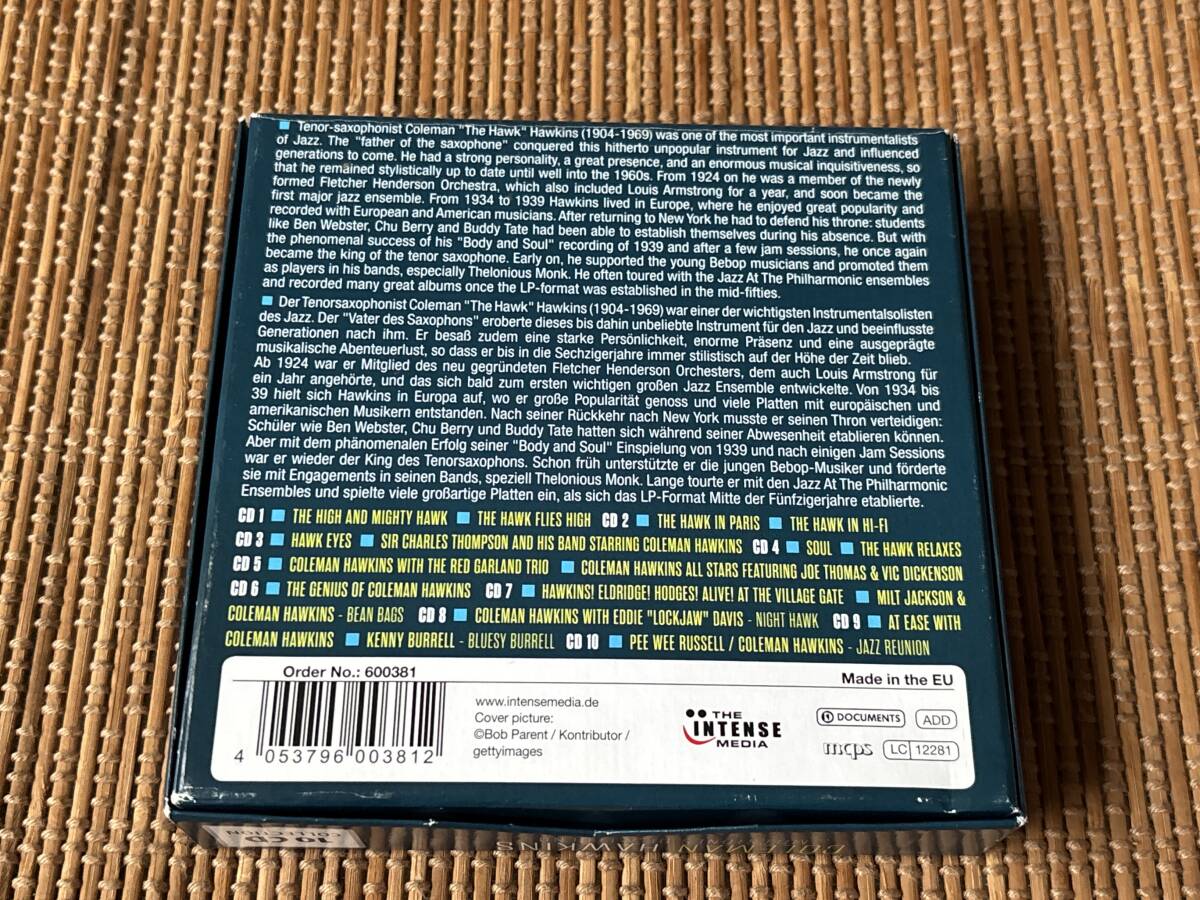 Tenor-saxophonist Coleman "The Hawk" Hawkins (1904-1969) was one of the most important instrumentalists
of Jazz. The "father of the saxophone" conquered this hitherto unpopular instrument for Jazz and influenced
generations to come. He had a strong personality, a great presence, and an enormous musical inquisitiveness, so
that he remained stylistically up to date until well into the 1960s. From 1924 on he was a member of the newly
formed Fletcher Henderson Orchestra, which also included Louis Armstrong for a year, and soon became the
first major jazz ensemble. From 1934 to 1939 Hawkins lived in Europe, where he enjoyed great popularity and
recorded with European and American musicians. After returning to New York he had to defend his throne: students
like Ben Webster, Chu Berry and Buddy Tate had been able to establish themselves during his absence. But with
the phenomenal success of his "Body and Soul" recording of 1939 and after a few jam sessions, he once again
became the king of the tenor saxophone. Early on, he supported the young Bebop musicians and promoted them
as players in his bands, especially Thelonious Monk. He often toured with the Jazz At The Philharmonic ensembles
and recorded many great albums once the LP-format was established in the mid-fifties.
Der Tenorsaxophonist Coleman "The Hawk" Hawkins (1904-1969) war einer der wichtigsten Instrumentalsolisten
des Jazz. Der "Vater des Saxophons" eroberte dieses bis dahin unbeliebte Instrument für den Jazz und beeinflusste
Generationen nach ihm. Er besaß zudem eine starke Persönlichkeit, enorme Präsenz und eine ausgeprägte
musikalische Abenteuerlust, so dass er bis in die Sechzigerjahre immer stilistisch auf der Höhe der Zeit blieb.
Ab 1924 war er Mitglied des neu gegründeten Fletcher Henderson Orchesters, dem auch Louis Armstrong für
ein Jahr angehörte, und das sich bald zum ersten wichtigen großen Jazz Ensemble entwickelte. Von 1934 bis
39 hielt sich Hawkins in Europa auf, wo er große Popularität genoss und viele Platten mit europäischen und
amerikanischen Musikern entstanden. Nach seiner Rückkehr nach New York musste er seinen Thron verteidigen:
Schüler wie Ben Webster, Chu Berry und Buddy Tate hatten sich während seiner Abwesenheit etablieren können.
Aber mit dem phänomenalen Erfolg seiner "Body and Soul" Einspielung von 1939 und nach einigen Jam Sessions
war er wieder der King des Tenorsaxophons. Schon früh unterstützte er die jungen Bebop-Musiker und förderte
sie mit Engagements in seinen Bands, speziell Thelonious Monk. Lange tourte er mit den Jazz At The Philharmonic
Ensembles und spielte viele großartige Platten ein, als sich das LP-Format Mitte der Fünfzigerjahre etablierte.
CD 1 THE HIGH AND MIGHTY HAWK THE HAWK FLIES HIGH CD 2 THE HAWK IN PARIS THE HAWK IN HI-FI
CD 3 HAWK EYES SIR CHARLES THOMPSON AND HIS BAND STARRING COLEMAN HAWKINS CD 4 SOUL THE HAWK RELAXES
CD 5 COLEMAN HAWKINS WITH THE RED GARLAND TRIO COLEMAN HAWKINS ALL STARS FEATURING JOE THOMAS & VIC DICKENSON
CD 6 THE GENIUS OF COLEMAN HAWKINS CD 7 HAWKINS! ELDRIDGE! HODGES! ALIVE! AT THE VILLAGE GATE MILT JACKSON &
COLEMAN HAWKINS - BEAN BAGS CD 8 COLEMAN HAWKINS WITH EDDIE "LOCKJAW" DAVIS - NIGHT HAWK CD 9 AT EASE WITH
COLEMAN HAWKINS KENNY BURRELL - BLUESY BURRELL CD 10 PEE WEE RUSSELL / COLEMAN HAWKINS - JAZZ REUNION
Order No.: 600381
Made in the EU
4 053796 003812
www.intensemedia.de
Cover picture:
©Bob Parent / Kontributor /
gettyimages
THE
INTENSE
MEDIA
DOCUMENTS ADD
mcps LC 12281
10 CD
COLLECTION
COLEMAN HAWKINS